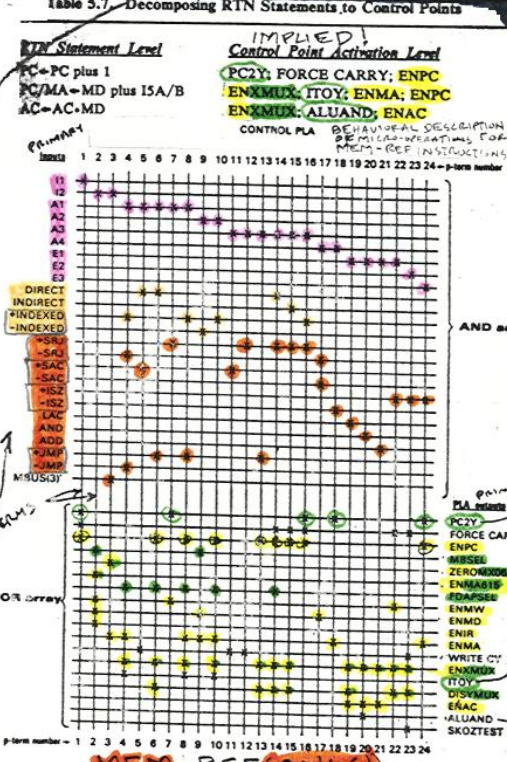 Table 5.7. Decomposing RTN Statements to Control Points
IMPLIED!
RTN Statement Level
Control Point Activation Level
PC←PC plus 1
PC2Y; FORCE CARRY; ENPC
PC/MA←MD plus I5A/B
ENXMUX; ITOY; ENMA; ENPC
AC←AC•MD
ENXMUX; ALUAND; ENAC
CONTROL PLA
BEHAVIORAL DESCRIPTION
OF MICRO-OPERATIONS FOR
MEM-REF INSTRUCTIONS
PRIMARY
Inputs
1 2 3 4 5 6 7 8 9 10 11 12 13 14 15 16 17 18 19 20 21 22 23 24 ←p-term number
I1
I2
A1
A2
A3
A4
E1
E2
E3
DIRECT
INDIRECT
+INDEXED
-INDEXED
+SRJ
-SRJ
+SAC
-SAC
+ISZ
-ISZ
LAC
AND
ADD
+JMP
-JMP
MBUS(3)
AND
PLA outputs
PC2Y
FORCE CAR
ENPC
MBSEL
FDAPSEL
ENMW
ENMD
ENIR
ENMA
WRITE CY
ENXMUX
ITOY
DISYMUX
ENAC
ALUAND
SKOZTEST
OR array
p-term number → 1 2 3 4 5 6 7 8 9 10 11 12 13 14 15 16 17 18 19 20 21 22 23 24
MEM REF